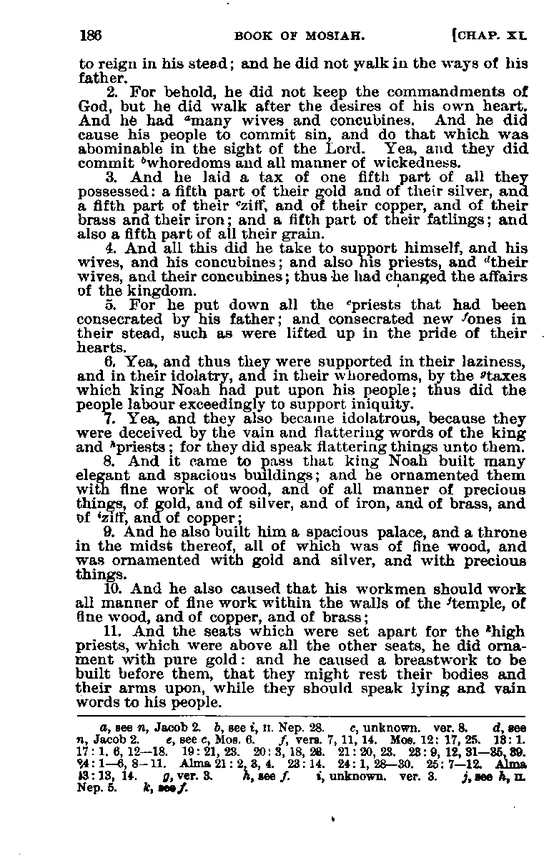 186 BOOK OF MOSIAH. [CHAP. XI.
to reign in his stead; and he did not walk in the ways of his
father.
2. For behold, he did not keep the commandments of
God, but he did walk after the desires of his own heart.
And he had ᵃmany wives and concubines. And he did
cause his people to commit sin, and do that which was
abominable in the sight of the Lord. Yea, and they did
commit ᵇwhoredoms and all manner of wickedness.
3. And he laid a tax of one fifth part of all they
possessed: a fifth part of their gold and of their silver, and
a fifth part of their ᶜziff, and of their copper, and of their
brass and their iron; and a fifth part of their fatlings; and
also a fifth part of all their grain.
4. And all this did he take to support himself, and his
wives, and his concubines; and also his priests, and ᵈtheir
wives, and their concubines; thus he had changed the affairs
of the kingdom.
5. For he put down all the ᵉpriests that had been
consecrated by his father; and consecrated new ᶠones in
their stead, such as were lifted up in the pride of their
hearts.
6. Yea, and thus they were supported in their laziness,
and in their idolatry, and in their whoredoms, by the ᵍtaxes
which king Noah had put upon his people; thus did the
people labour exceedingly to support iniquity.
7. Yea, and they also became idolatrous, because they
were deceived by the vain and flattering words of the king
and ʰpriests; for they did speak flattering things unto them.
8. And it came to pass that king Noah built many
elegant and spacious buildings; and he ornamented them
with fine work of wood, and of all manner of precious
things, of gold, and of silver, and of iron, and of brass, and
of ⁱziff, and of copper;
9. And he also built him a spacious palace, and a throne
in the midst thereof, all of which was of fine wood, and
was ornamented with gold and silver, and with precious
things.
10. And he also caused that his workmen should work
all manner of fine work within the walls of the ʲtemple, of
fine wood, and of copper, and of brass;
11. And the seats which were set apart for the ᵏhigh
priests, which were above all the other seats, he did orna-
ment with pure gold: and he caused a breastwork to be
built before them, that they might rest their bodies and
their arms upon, while they should speak lying and vain
words to his people.
a, see n, Jacob 2. b, see i, II. Nep. 28. c, unknown. ver. 8. d, see
n, Jacob 2. e, see c, Mos. 6. f, vers. 7, 11, 14. Mos. 12: 17, 25. 13: 1.
17: 1, 6, 12—18. 19: 21, 23. 20: 3, 18, 23. 21: 20, 23. 23: 9, 12, 31—35, 39.
24: 1—6, 8—11. Alma 21: 2, 3, 4. 23: 14. 24: 1, 28—30. 25: 7—12. Alma
43: 13, 14. g, ver. 3. h, see f. i, unknown. ver. 3. j, see h, II.
Nep. 5. k, see f.